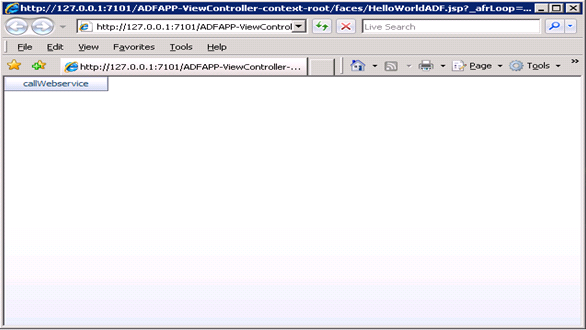 http://127.0.0.1:7101/ADFAPP-ViewController-context-root/faces/HelloWorldADF.jsp?_afrLoop=...
http://127.0.0.1:7101/ADFAPP-ViewControl
Live Search
File Edit View Favorites Tools Help
http://127.0.0.1:7101/ADFAPP-ViewController-... Page Tools »
callWebservice